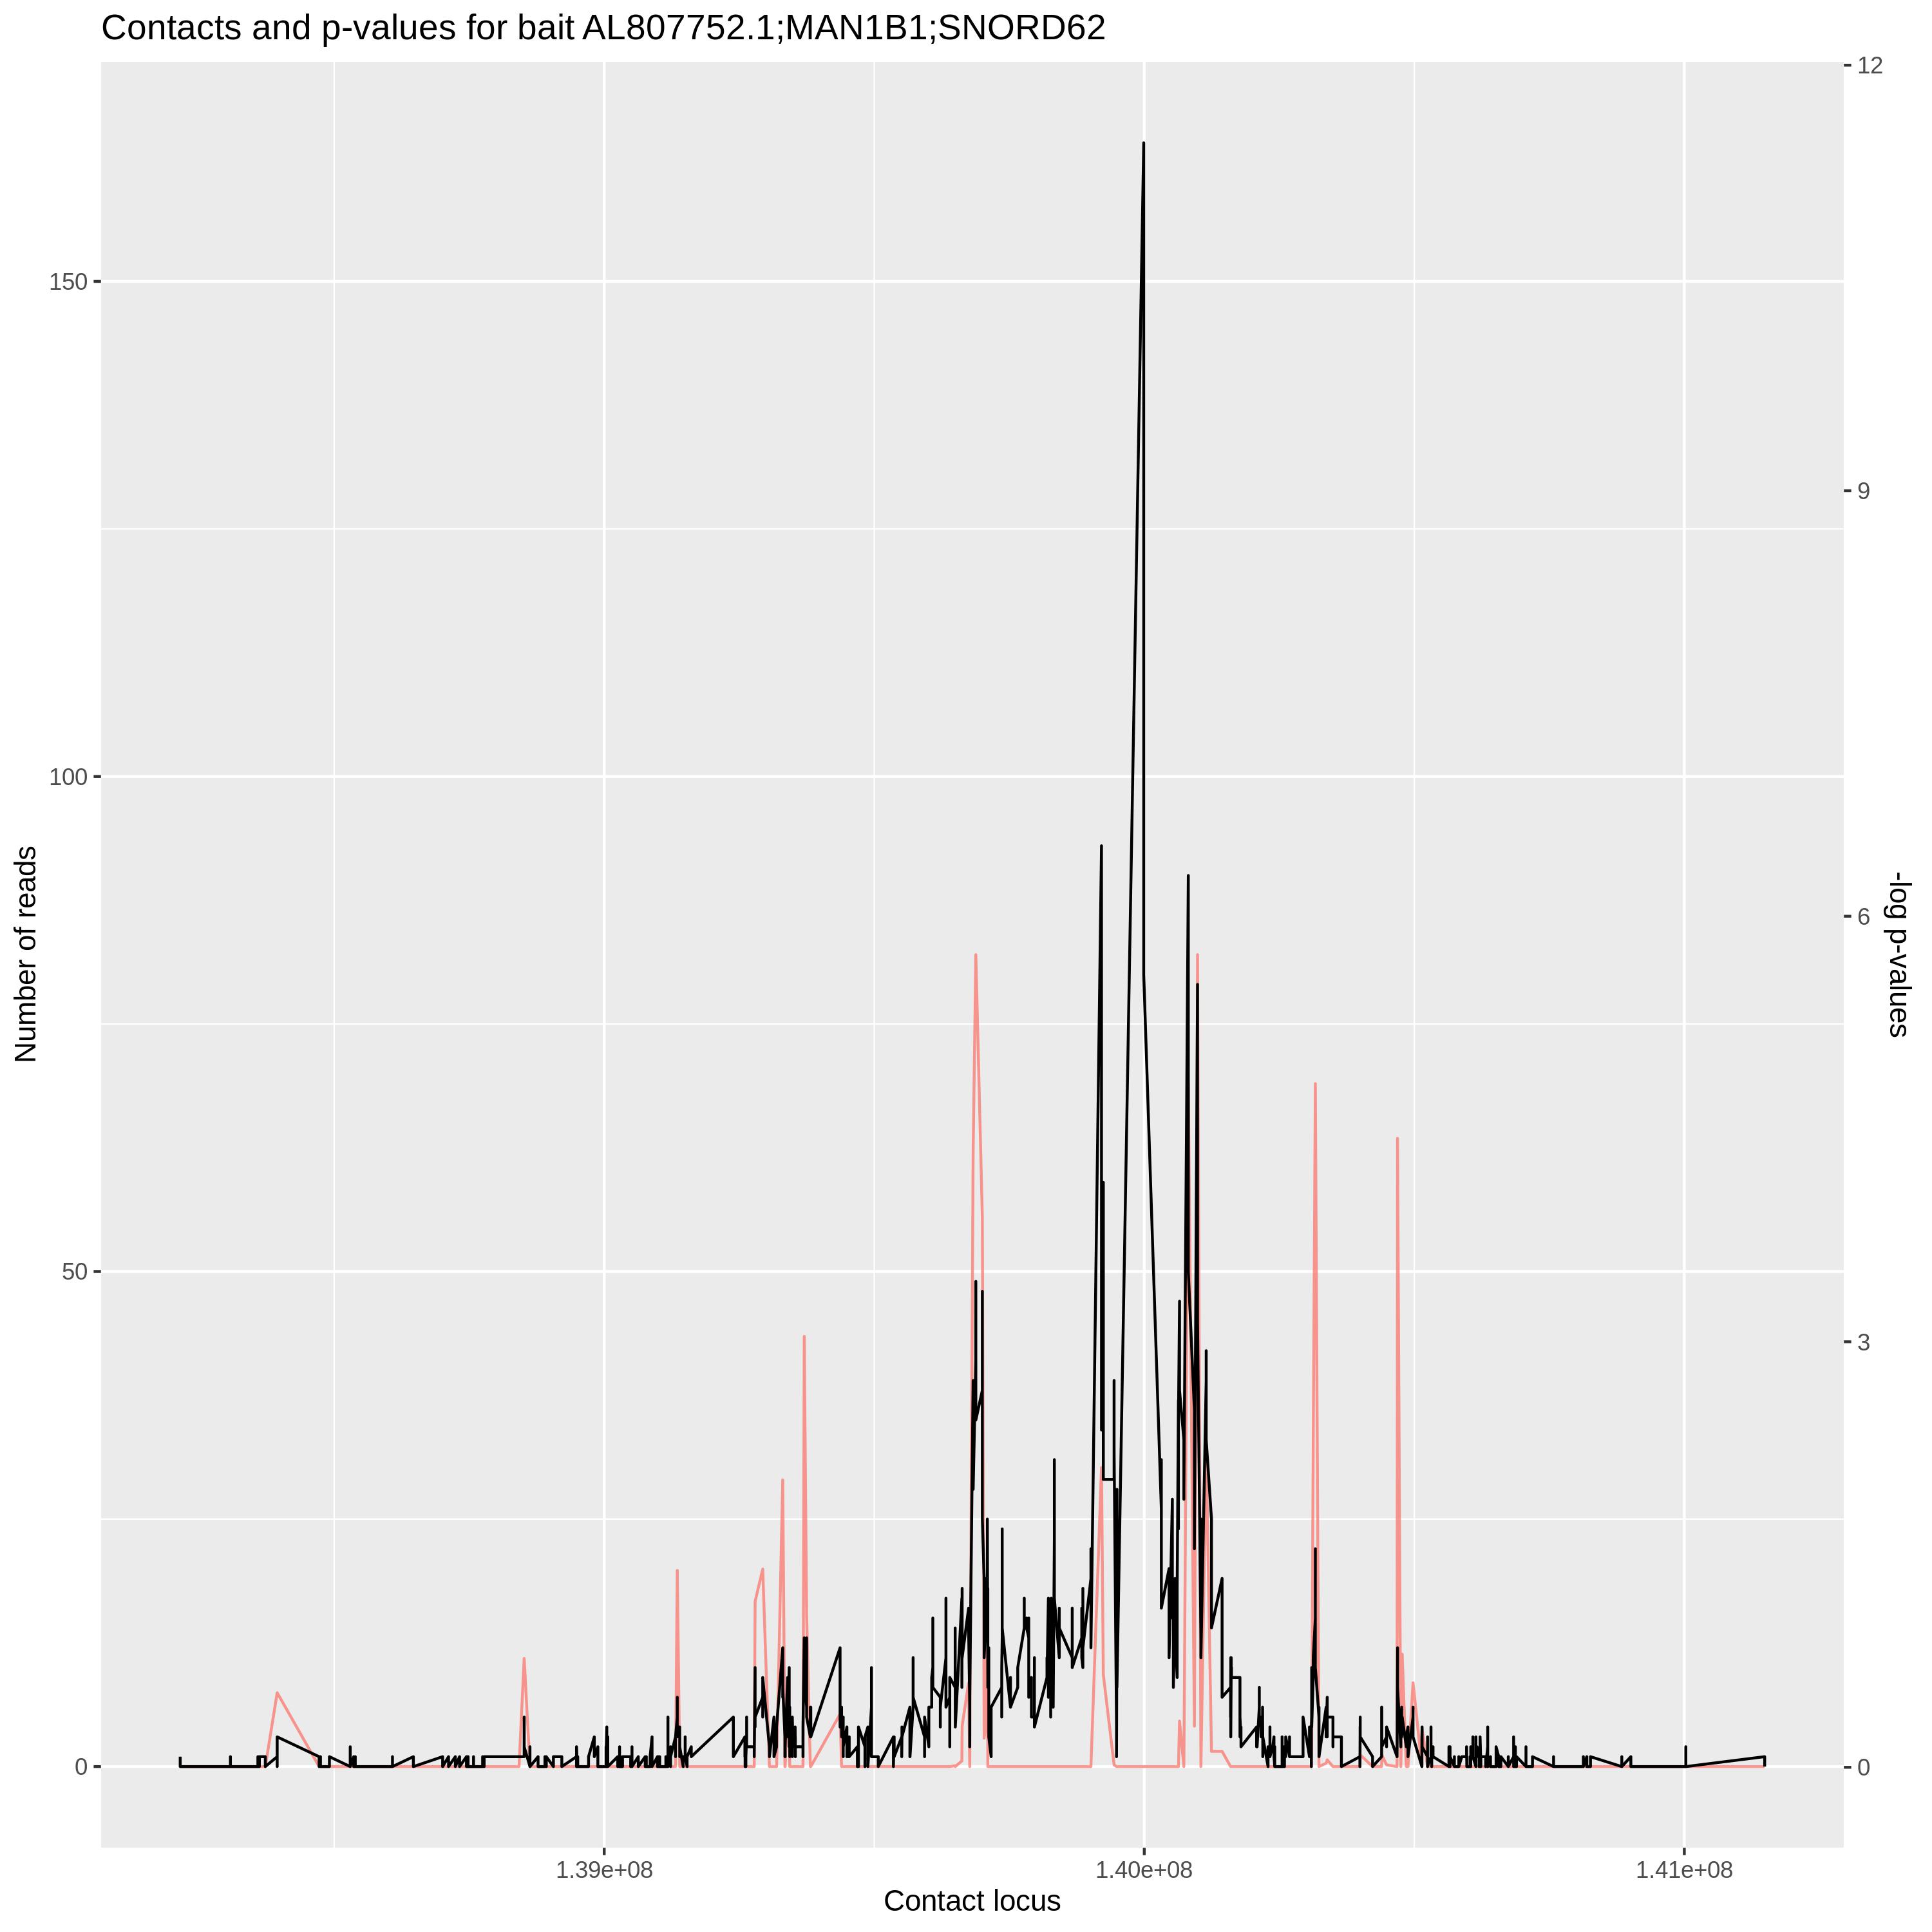 Contacts and p-values for bait AL807752.1;MAN1B1;SNORD62
150
100
50
0
Number of reads
12
9
6
3
0
-log p-values
1.39e+08
1.40e+08
1.41e+08
Contact locus